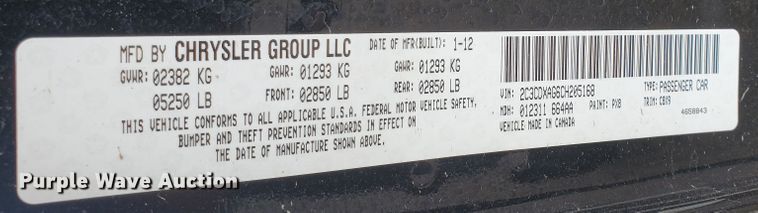 MFD BY CHRYSLER GROUP LLC DATE OF MFR(BUILT): 1-12
GVWR: 02382 KG GAWR: 01293 KG GAWR: 01293 KG
05250 LB FRONT: 02850 LB REAR: 02850 LB
THIS VEHICLE CONFORMS TO ALL APPLICABLE U.S.A. FEDERAL MOTOR VEHICLE SAFETY,
BUMPER AND THEFT PREVENTION STANDARDS IN EFFECT ON
THE DATE OF MANUFACTURE SHOWN ABOVE.
VIN: 2C3CDXAG6CH205168 TYPE: PASSENGER CAR
MDH: 012311 664AA PAINT: PX8 TRIM: CBX9
VEHICLE MADE IN CANADA 4650843
Purple Wave Auction